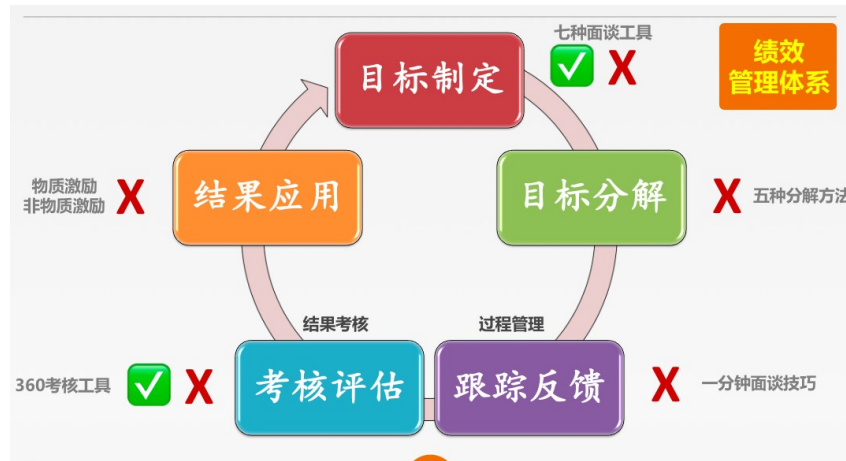 七种面谈工具
绩效
管理体系
目标制定
物质激励
非物质激励
结果应用
目标分解
五种分解方法
结果考核
过程管理
360考核工具
考核评估
跟踪反馈
一分钟面谈技巧